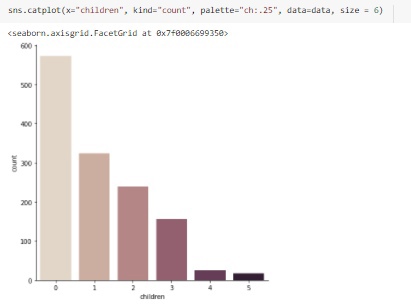 sns.catplot(x="children", kind="count", palette="ch:.25", data=data, size = 6)
<seaborn.axisgrid.FacetGrid at 0x7f0006699350>
600
500
400
300
200
100
0
count
0 1 2 3 4 5
children